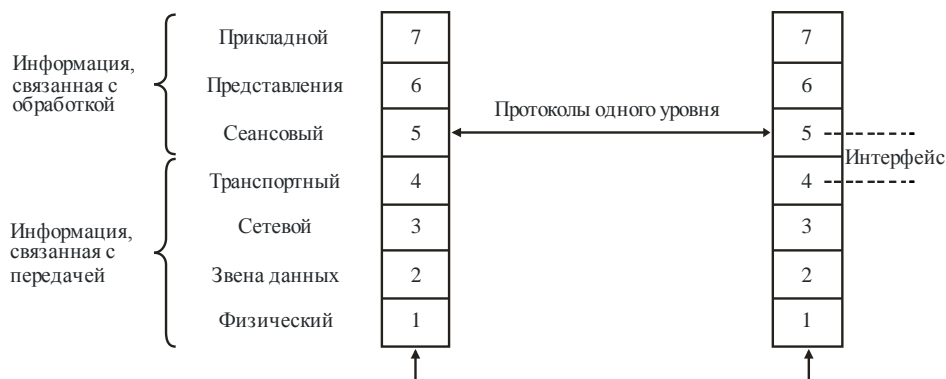 Прикладной
7
7
Информация,
связанная с
обработкой
Представления
6
6
Протоколы одного уровня
Сеансовый
5
5
Интерфейс
Транспортный
4
4
Информация,
связанная с
передачей
Сетевой
3
3
Звена данных
2
2
Физический
1
1